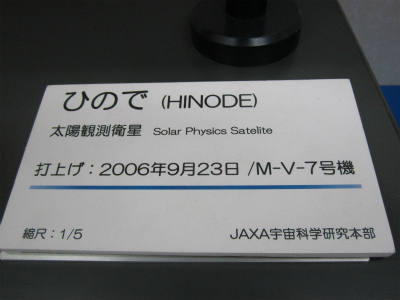 ひので (HINODE)
太陽観測衛星 Solar Physics Satelite
打上げ：2006年9月23日 /M-V-7号機
縮尺：1/5
JAXA宇宙科学研究本部